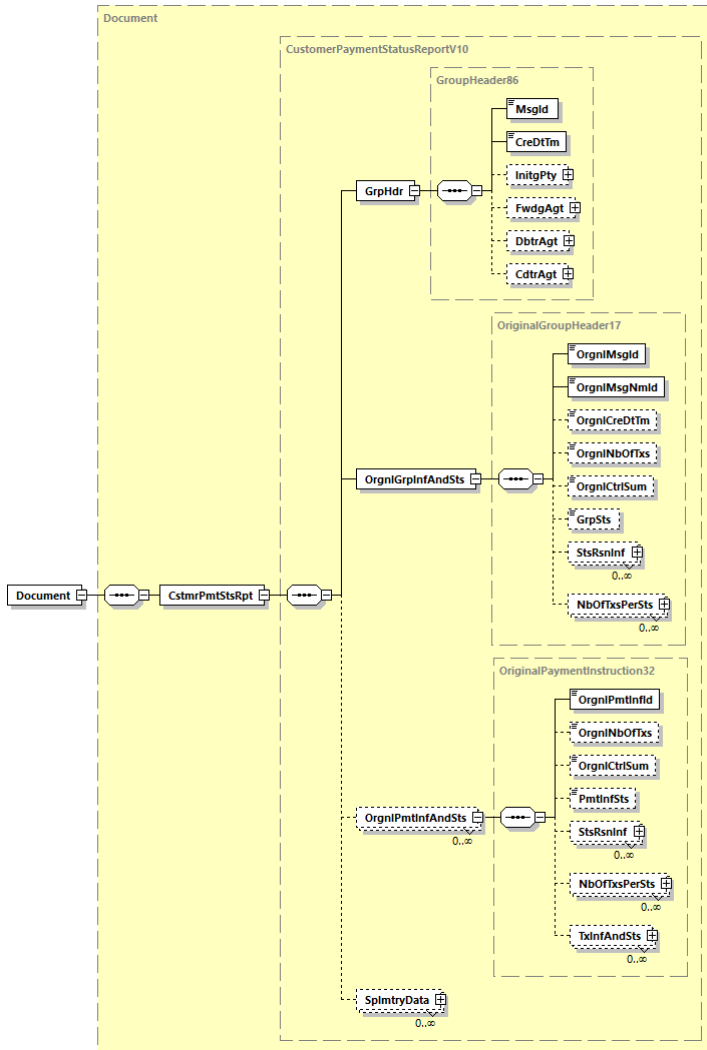 Document
CustomerPaymentStatusReportV10
GroupHeader86
MsgId
CreDtTm
InitgPty
GrpHdr
FwdgAgt
DbtrAgt
CdtrAgt
OriginalGroupHeader17
OrgnlMsgId
OrgnlMsgNmId
OrgnlCreDtTm
OrgnlNbOfTxs
OrgnlGrpInfAndSts
OrgnlCtrlSum
GrpSts
StsRsnInf
0..∞
NbOfTxsPerSts
0..∞
Document
CstmrPmtStsRpt
OriginalPaymentInstruction32
OrgnlPmtInfId
OrgnlNbOfTxs
OrgnlCtrlSum
PmtInfSts
OrgnlPmtInfAndSts
0..∞
StsRsnInf
0..∞
NbOfTxsPerSts
0..∞
TxInfAndSts
0..∞
SplmtryData
0..∞